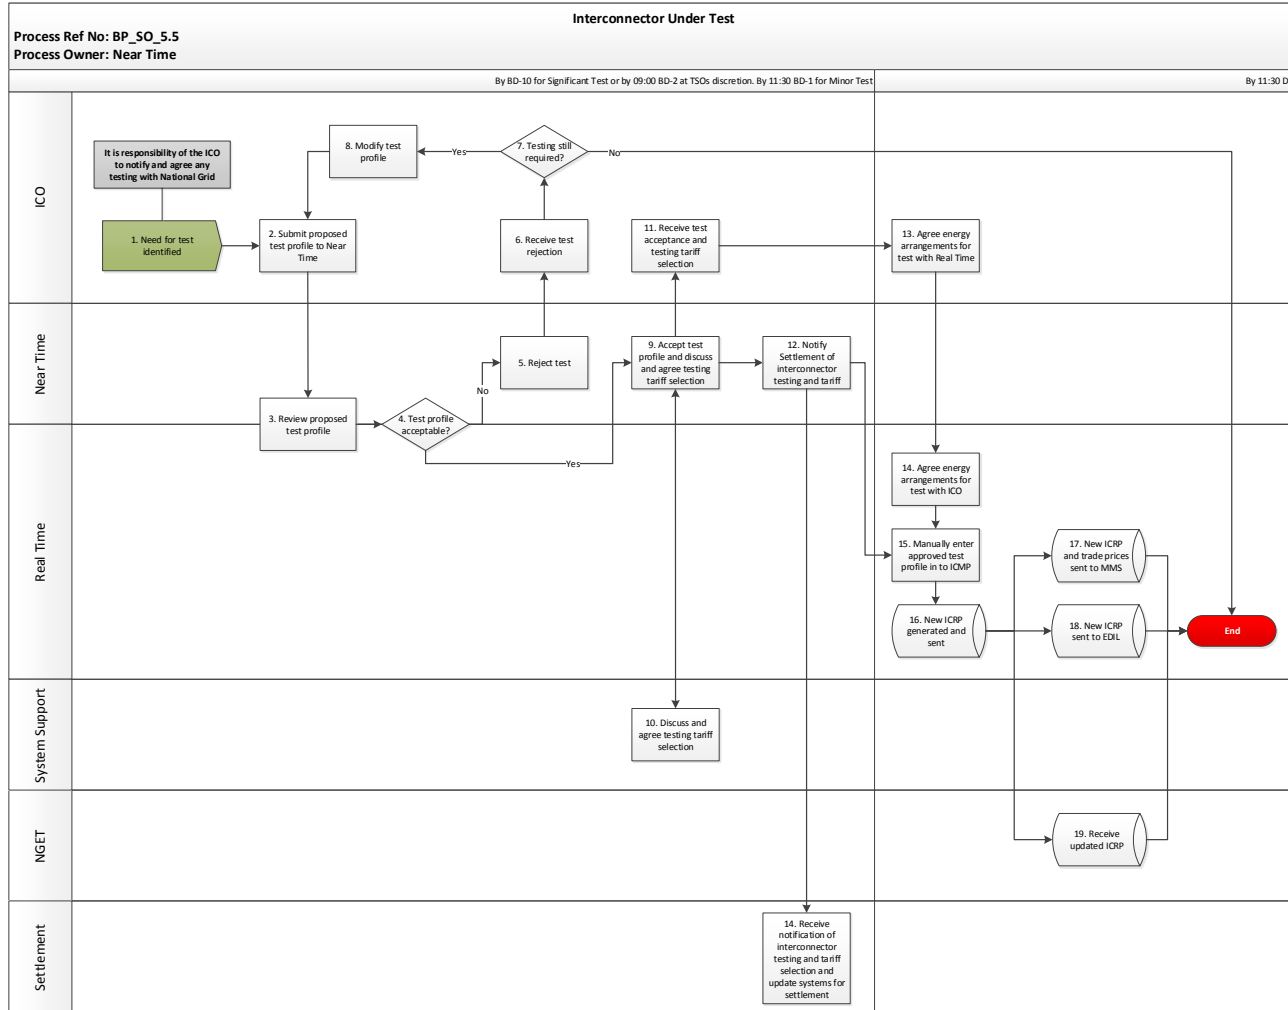 Interconnector Under Test
Process Ref No: BP_SO_5.5
Process Owner: Near Time
By BD-10 for Significant Test or by 09:00 BD-2 at TSOs discretion. By 11:30 BD-1 for Minor Test
By 11:30 D
ICO
It is responsibility of the ICO
to notify and agree any
testing with National Grid
1. Need for test
identified
2. Submit proposed
test profile to Near
Time
8. Modify test
profile
Yes
7. Testing still
required?
No
6. Receive test
rejection
11. Receive test
acceptance and
testing tariff
selection
13. Agree energy
arrangements for
test with Real Time
Near Time
5. Reject test
No
9. Accept test
profile and discuss
and agree testing
tariff selection
12. Notify
Settlement of
interconnector
testing and tariff
3. Review proposed
test profile
4. Test profile
acceptable?
Yes
Real Time
14. Agree energy
arrangements for
test with ICO
15. Manually enter
approved test
profile in to ICMP
16. New ICRP
generated and
sent
17. New ICRP
and trade prices
sent to MMS
18. New ICRP
sent to EDIL
End
System Support
10. Discuss and
agree testing tariff
selection
NGET
19. Receive
updated ICRP
Settlement
14. Receive
notification of
interconnector
testing and tariff
selection and
update systems for
settlement